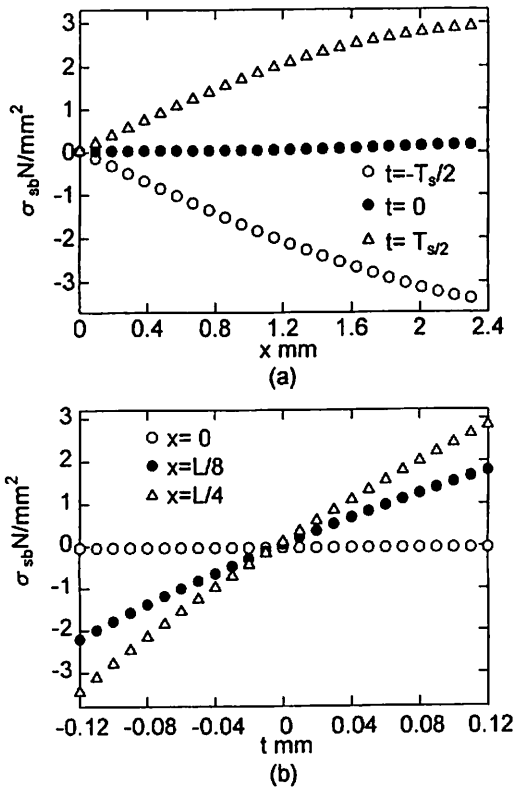 3
2
1
0
-1
-2
-3
σ sb N/mm²
○ t=-Ts/2
● t= 0
△ t= Ts/2
0 0.4 0.8 1.2 1.6 2 2.4
x mm
(a)
3
2
1
0
-1
-2
-3
σ sb N/mm²
○ x= 0
● x=L/8
△ x=L/4
-0.12 -0.08 -0.04 0 0.04 0.08 0.12
t mm
(b)